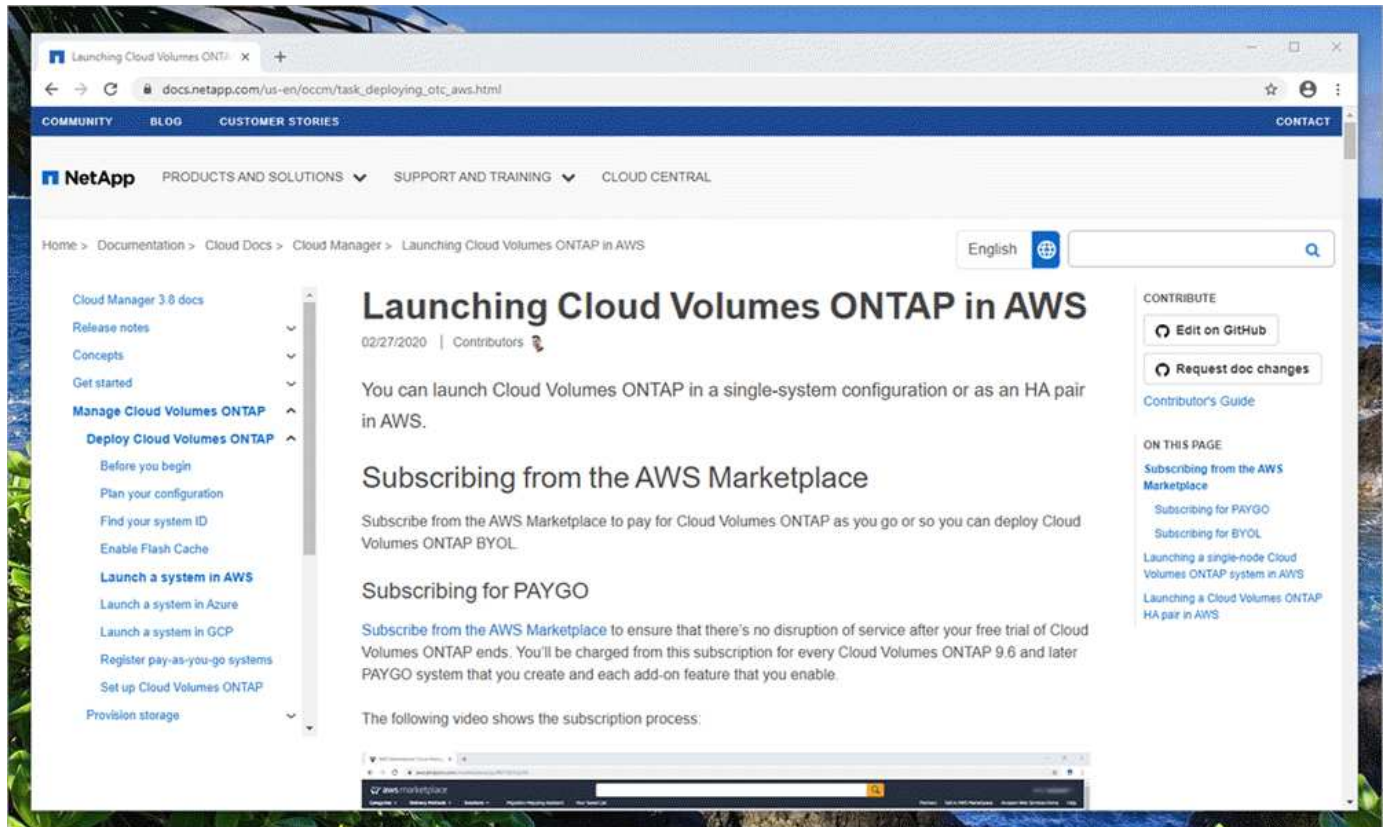 Launching Cloud Volumes ONTA
docs.netapp.com/us-en/occm/task_deploying_otc_aws.html
COMMUNITY BLOG CUSTOMER STORIES CONTACT
NetApp PRODUCTS AND SOLUTIONS SUPPORT AND TRAINING CLOUD CENTRAL
Home > Documentation > Cloud Docs > Cloud Manager > Launching Cloud Volumes ONTAP in AWS
English
Cloud Manager 3.8 docs
Release notes
Concepts
Get started
Manage Cloud Volumes ONTAP
Deploy Cloud Volumes ONTAP
Before you begin
Plan your configuration
Find your system ID
Enable Flash Cache
Launch a system in AWS
Launch a system in Azure
Launch a system in GCP
Register pay-as-you-go systems
Set up Cloud Volumes ONTAP
Provision storage
Launching Cloud Volumes ONTAP in AWS
02/27/2020 | Contributors
You can launch Cloud Volumes ONTAP in a single-system configuration or as an HA pair
in AWS.
Subscribing from the AWS Marketplace
Subscribe from the AWS Marketplace to pay for Cloud Volumes ONTAP as you go or so you can deploy Cloud
Volumes ONTAP BYOL.
Subscribing for PAYGO
Subscribe from the AWS Marketplace to ensure that there's no disruption of service after your free trial of Cloud
Volumes ONTAP ends. You'll be charged from this subscription for every Cloud Volumes ONTAP 9.6 and later
PAYGO system that you create and each add-on feature that you enable.
The following video shows the subscription process:
aws marketplace
CONTRIBUTE
Edit on GitHub
Request doc changes
Contributor's Guide
ON THIS PAGE
Subscribing from the AWS
Marketplace
Subscribing for PAYGO
Subscribing for BYOL
Launching a single-node Cloud
Volumes ONTAP system in AWS
Launching a Cloud Volumes ONTAP
HA pair in AWS